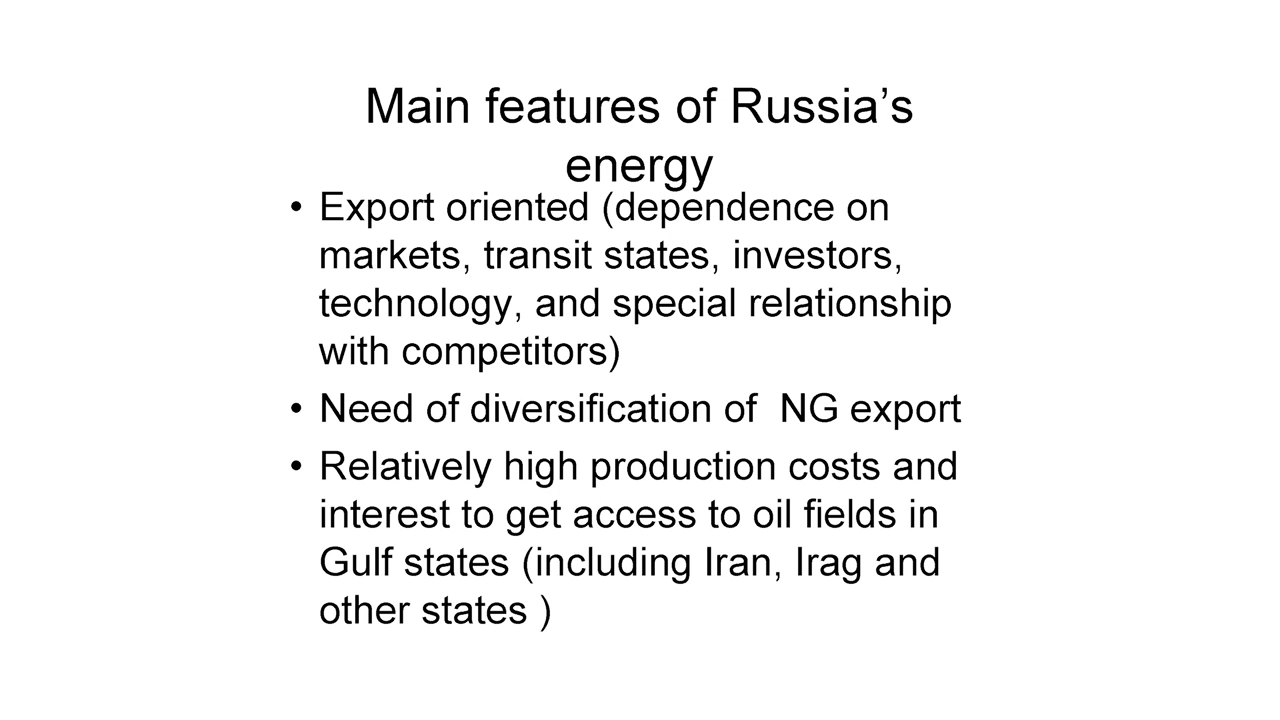 Main features of Russia’s
energy
• Export oriented (dependence on
markets, transit states, investors,
technology, and special relationship
with competitors)
• Need of diversification of  NG export
• Relatively high production costs and
interest to get access to oil fields in
Gulf states (including Iran, Irag and
other states )